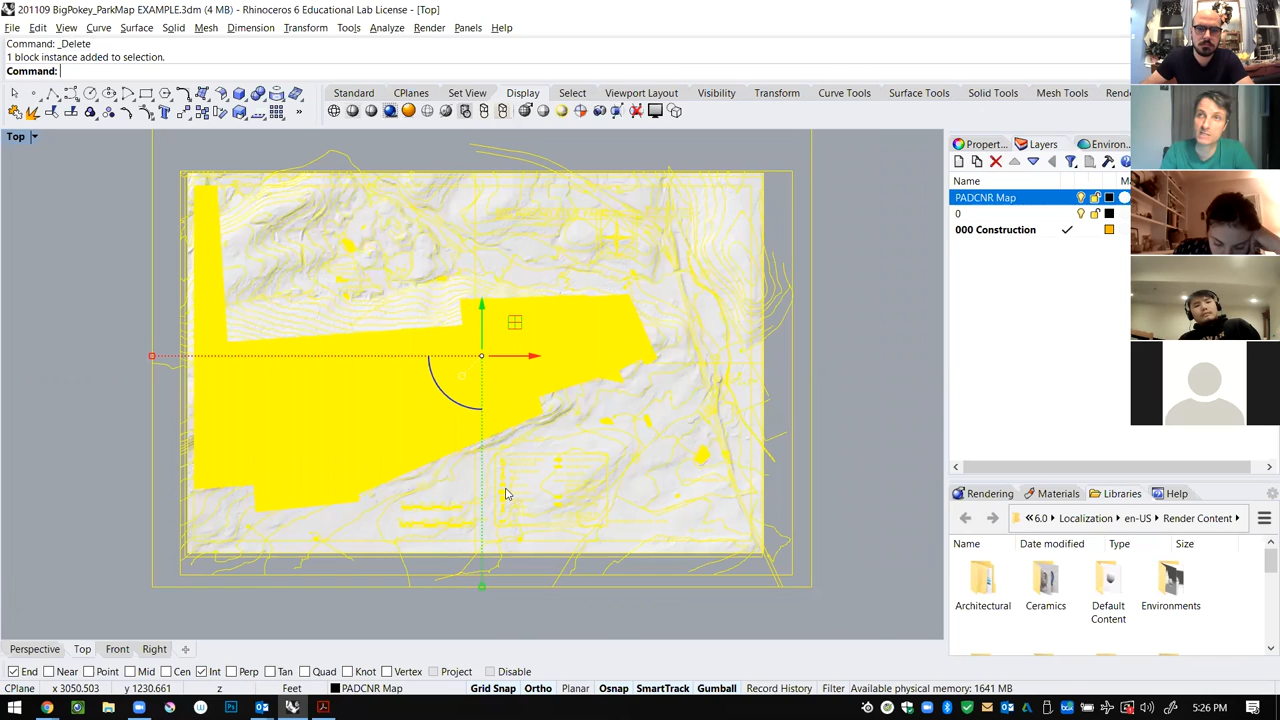 201109 BigPokey_ParkMap EXAMPLE.3dm (4 MB) - Rhinoceros 6 Educational Lab License - [Top]
File Edit View Curve Surface Solid Mesh Dimension Transform Tools Analyze Render Panels Help
Command: _Delete
1 block instance added to selection.
Command:
Standard CPlanes Set View Display Select Viewport Layout Visibility Transform Curve Tools Surface Tools Solid Tools Mesh Tools Rende
Top
Propert... Layers Environ...
Name Ma
PADCNR Map
0
000 Construction
Rendering Materials Libraries Help
6.0 Localization en-US Render Content
Name Date modified Type Size
Architectural Ceramics Default Content Environments
Perspective Top Front Right
End Near Point Mid Cen Int Perp Tan Quad Knot Vertex Project Disable
CPlane x 3050.503 y 1230.661 z Feet PADCNR Map Grid Snap Ortho Planar Osnap SmartTrack Gumball Record History Filter Available physical memory: 1641 MB
5:26 PM